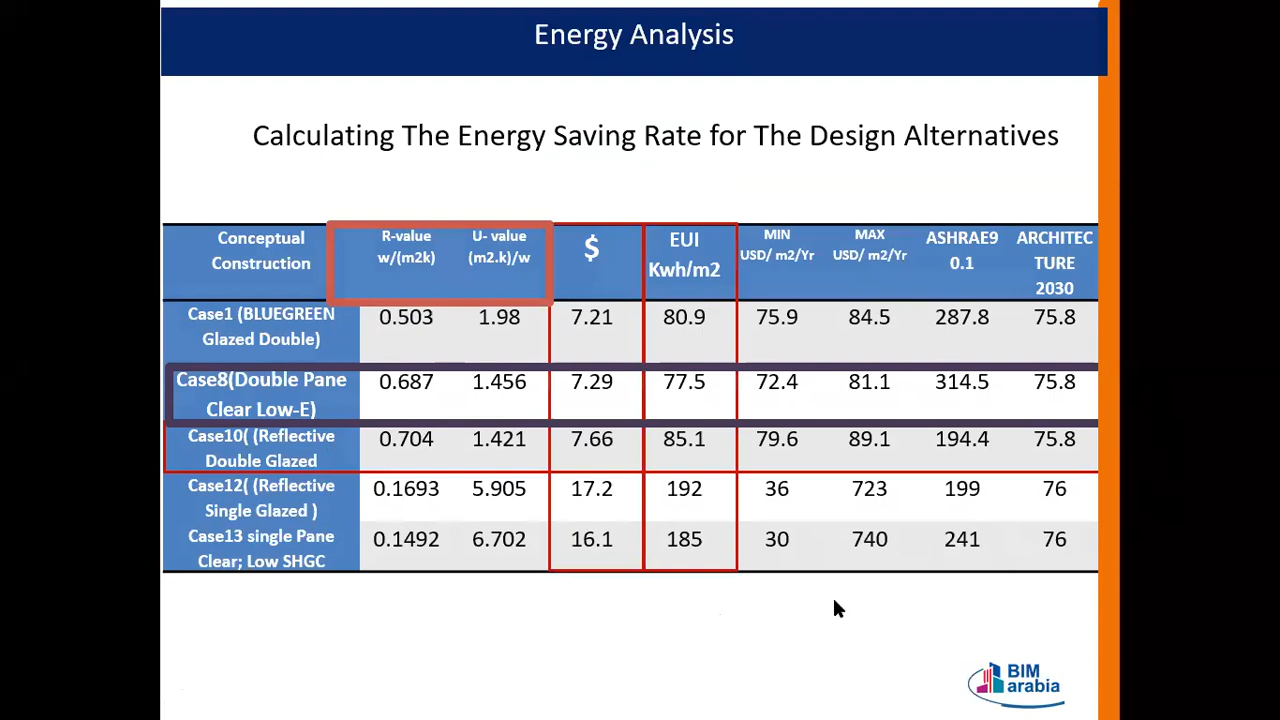 Energy Analysis
Calculating The Energy Saving Rate for The Design Alternatives
Conceptual Construction | R-value w/(m2k) | U- value (m2.k)/w | $ | EUI Kwh/m2 | MIN USD/ m2/Yr | MAX USD/ m2/Yr | ASHRAE9 0.1 | ARCHITEC TURE 2030
Case1 (BLUEGREEN Glazed Double) | 0.503 | 1.98 | 7.21 | 80.9 | 75.9 | 84.5 | 287.8 | 75.8
Case8(Double Pane Clear Low-E) | 0.687 | 1.456 | 7.29 | 77.5 | 72.4 | 81.1 | 314.5 | 75.8
Case10( (Reflective Double Glazed | 0.704 | 1.421 | 7.66 | 85.1 | 79.6 | 89.1 | 194.4 | 75.8
Case12( (Reflective Single Glazed ) | 0.1693 | 5.905 | 17.2 | 192 | 36 | 723 | 199 | 76
Case13 single Pane Clear; Low SHGC | 0.1492 | 6.702 | 16.1 | 185 | 30 | 740 | 241 | 76
BIM
arabia